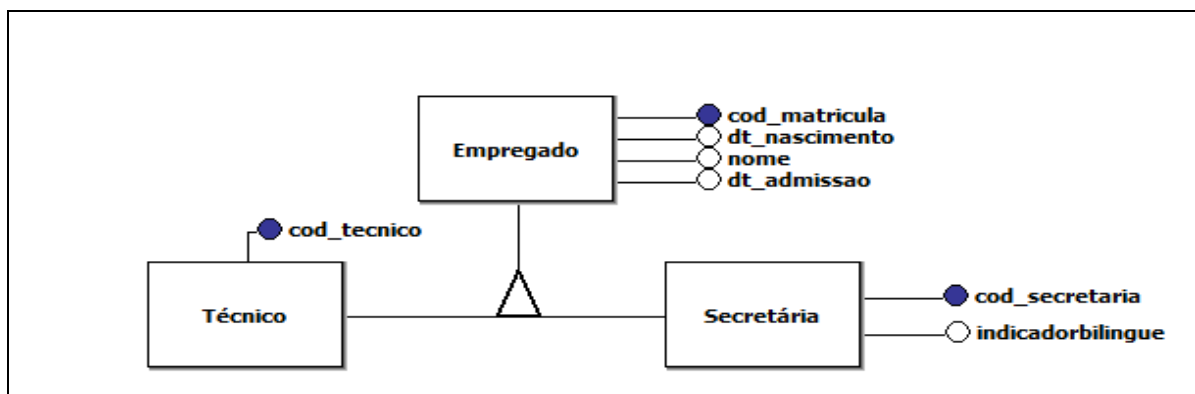 cod_matricula
dt_nascimento
Empregado
nome
dt_admissao
cod_tecnico
Técnico
Secretária
cod_secretaria
indicadorbilingue